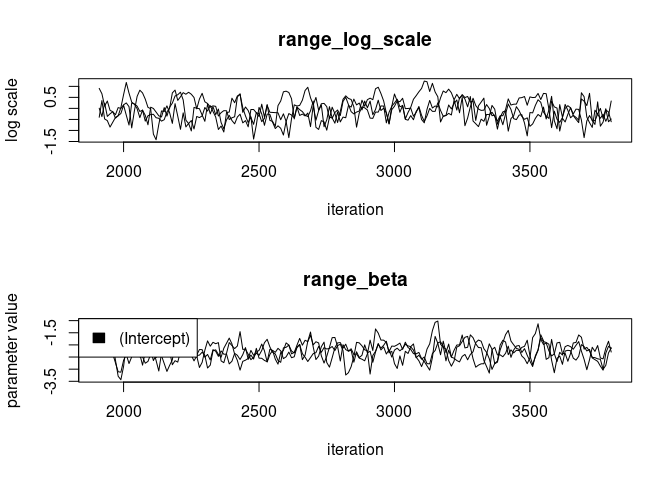 range_log_scale
log scale
0.5
-1.5
2000 2500 3000 3500
iteration
range_beta
parameter value
-1.5
-3.5
(Intercept)
2000 2500 3000 3500
iteration